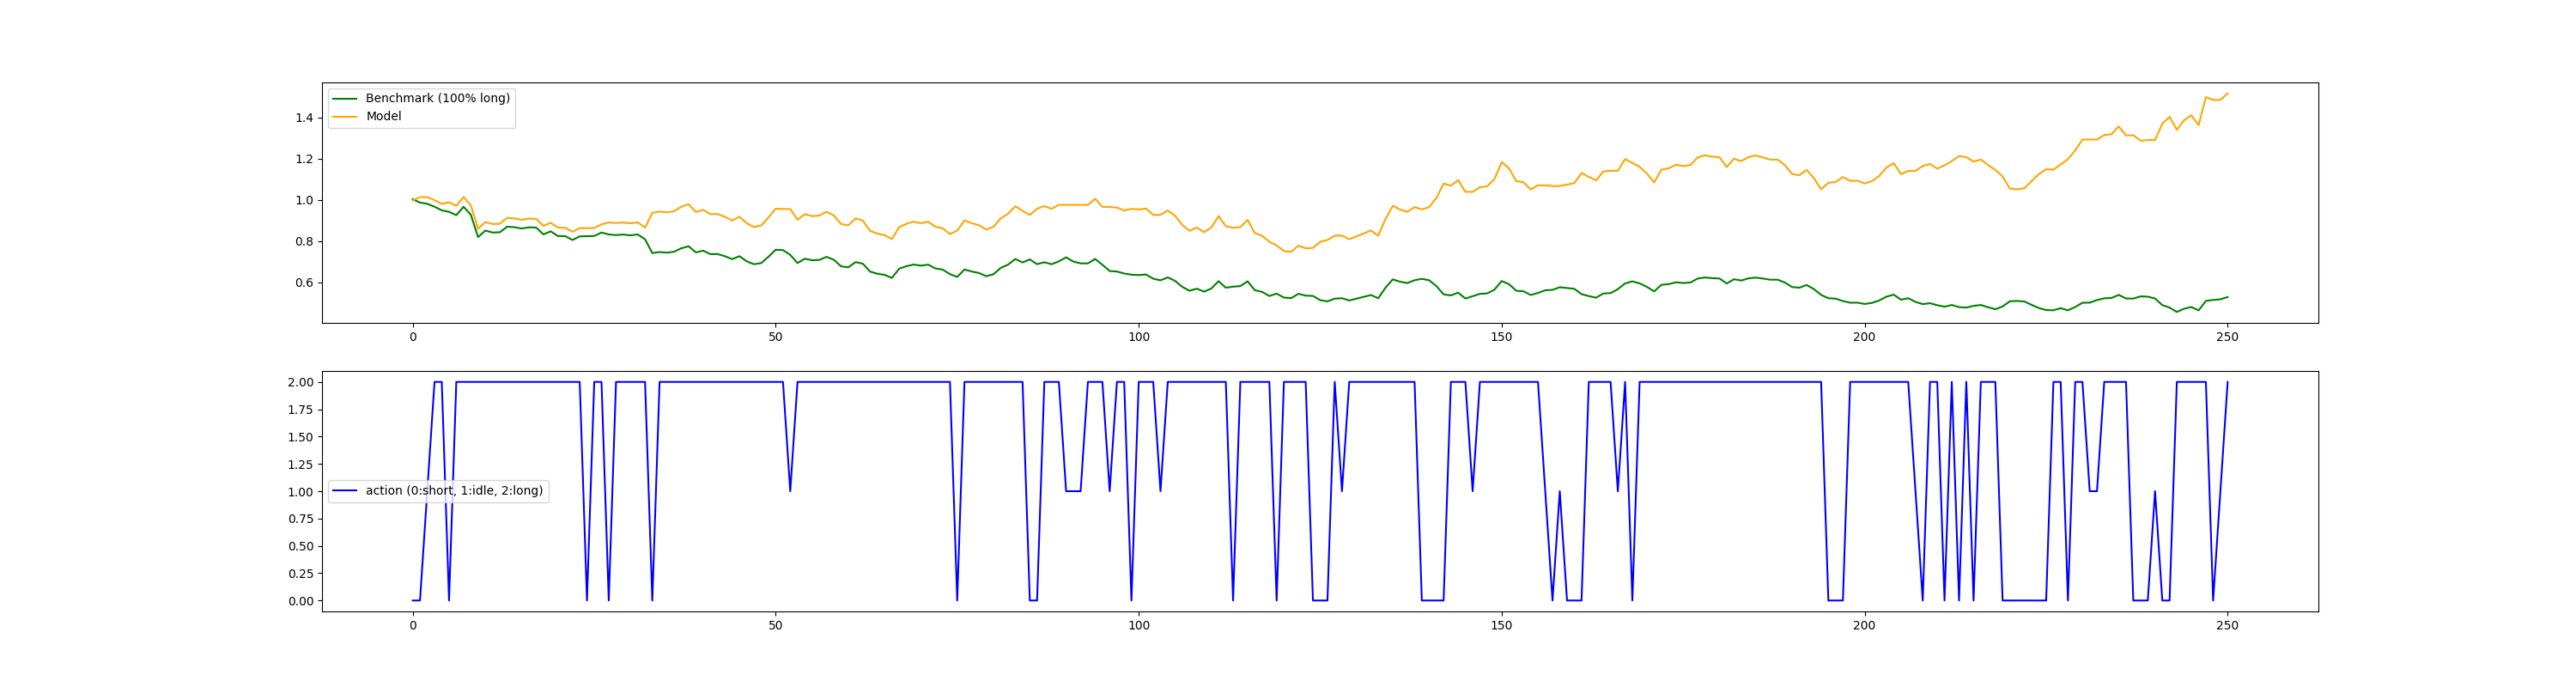 Benchmark (100% long)
Model
1.4
1.2
1.0
0.8
0.6
0 50 100 150 200 250
2.00
1.75
1.50
1.25
action (0:short, 1:idle, 2:long)
1.00
0.75
0.50
0.25
0.00
0 50 100 150 200 250